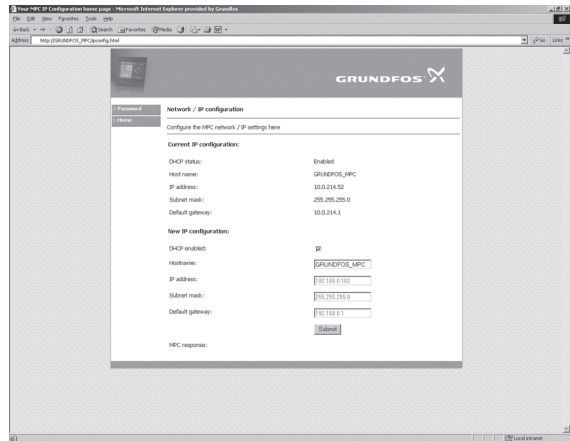 Your MPC IP Configuration home page - Microsoft Internet Explorer provided by Grundfos
File Edit View Favorites Tools Help
Back Search Favorites Media
Address http://GRUNDFOS_MPC/ipconfig.html Go Links »
GRUNDFOS
> Password
> Home
Network / IP configuration
Configure the MPC network / IP settings here
Current IP configuration:
DHCP status: Enabled
Host name: GRUNDFOS_MPC
IP address: 10.0.214.52
Subnet mask: 255.255.255.0
Default gateway: 10.0.214.1
New IP configuration:
DHCP enabled:
Hostname: GRUNDFOS_MPC
IP address: 192.168.0.102
Subnet mask: 255.255.255.0
Default gateway: 192.168.0.1
Submit
MPC response:
Local intranet